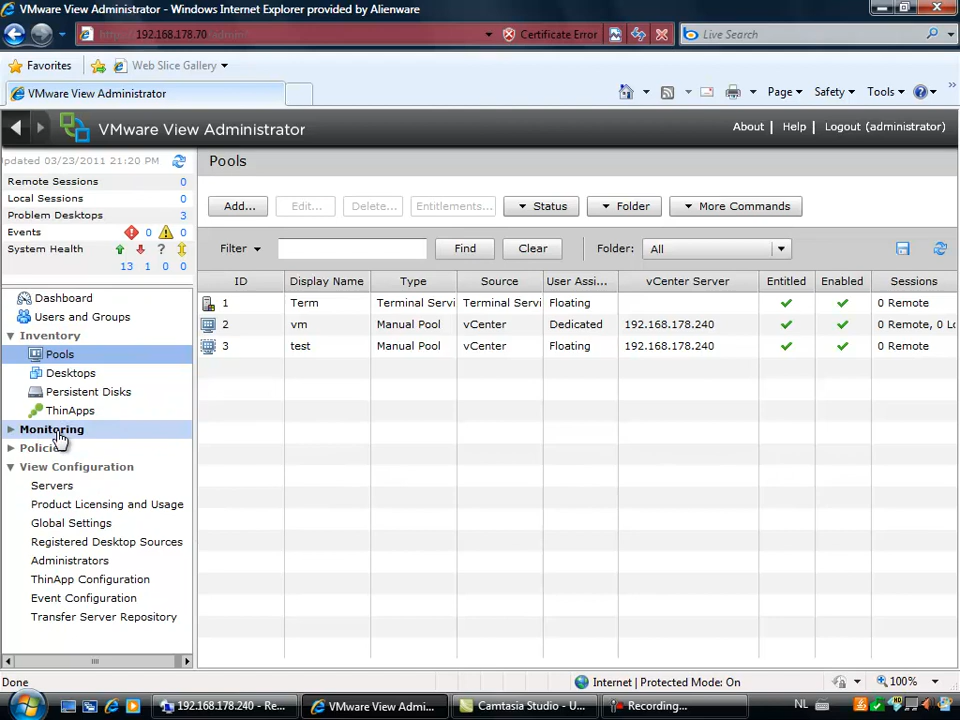 VMware View Administrator - Windows Internet Explorer provided by Alienware
https://192.168.178.70/admin/
Certificate Error
Live Search
Favorites
Web Slice Gallery
VMware View Administrator
Page
Safety
Tools
VMware View Administrator
About
Help
Logout (administrator)
pdated 03/23/2011 21:20 PM
Remote Sessions 0
Local Sessions 0
Problem Desktops 3
Events 0 0
System Health ?
13 1 0 0
Dashboard
Users and Groups
Inventory
Pools
Desktops
Persistent Disks
ThinApps
Monitoring
Policies
View Configuration
Servers
Product Licensing and Usage
Global Settings
Registered Desktop Sources
Administrators
ThinApp Configuration
Event Configuration
Transfer Server Repository
Pools
Add... Edit... Delete... Entitlements... Status Folder More Commands
Filter Find Clear Folder: All
ID Display Name Type Source User Assi... vCenter Server Entitled Enabled Sessions
1 Term Terminal Servi Terminal Servi Floating 0 Remote
2 vm Manual Pool vCenter Dedicated 192.168.178.240 0 Remote, 0 Lo
3 test Manual Pool vCenter Floating 192.168.178.240 0 Remote
Done
Internet | Protected Mode: On
100%
192.168.178.240 - Re...
VMware View Admi...
Camtasia Studio - U...
Recording...
NL